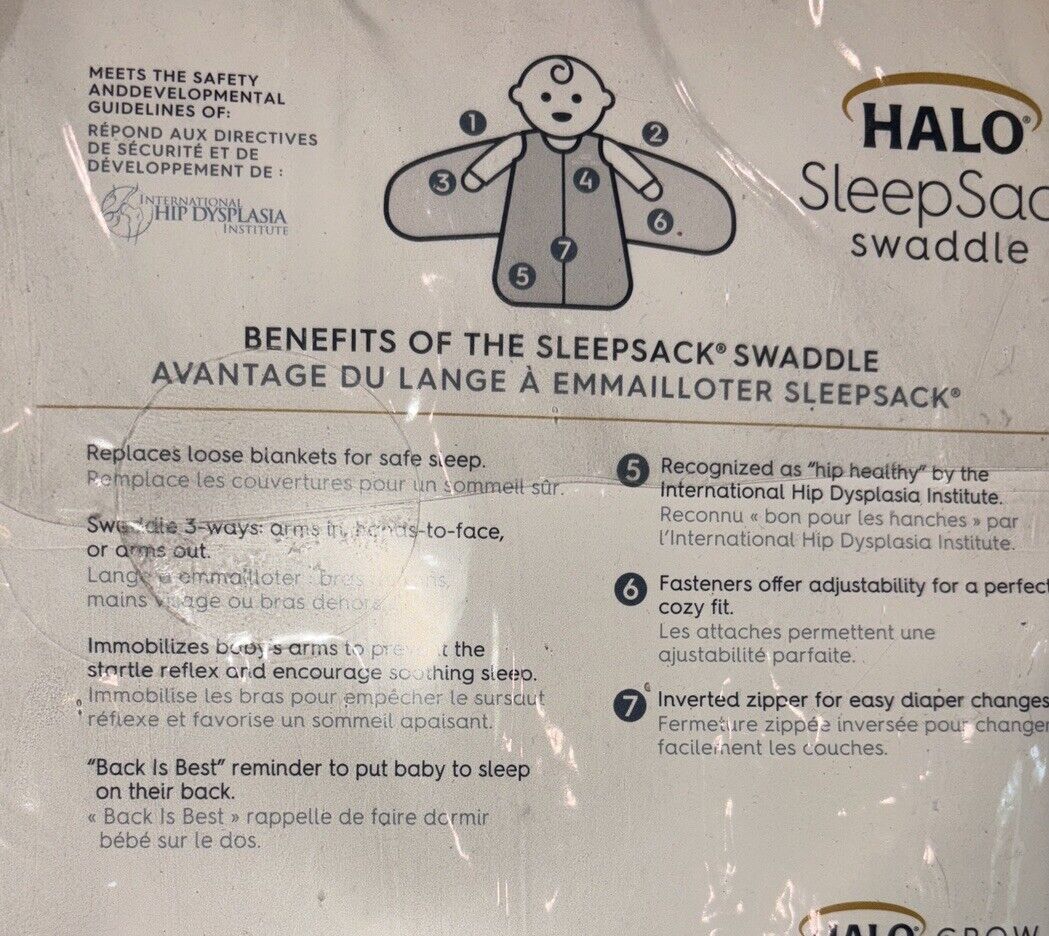 MEETS THE SAFETY
ANDDEVELOPMENTAL
GUIDELINES OF:
RÉPOND AUX DIRECTIVES
DE SÉCURITÉ ET DE
DÉVELOPPEMENT DE :
INTERNATIONAL
HIP DYSPLASIA
INSTITUTE
1
2
3
4
5
6
7
HALO®
SleepSac
swaddle
BENEFITS OF THE SLEEPSACK® SWADDLE
AVANTAGE DU LANGE À EMMAILLOTER SLEEPSACK®
Replaces loose blankets for safe sleep.
Remplace les couvertures pour un sommeil sûr.
Swaddle 3-ways: arms in, hands-to-face,
or arms out.
Lange à emmailloter : bras
mains visage ou bras dehors
Immobilizes baby's arms to prevent the
startle reflex and encourage soothing sleep.
Immobilise les bras pour empêcher le sursaut
réflexe et favorise un sommeil apaisant.
"Back Is Best" reminder to put baby to sleep
on their back.
« Back Is Best » rappelle de faire dormir
bébé sur le dos.
5 Recognized as "hip healthy" by the
International Hip Dysplasia Institute.
Reconnu « bon pour les hanches » par
l'International Hip Dysplasia Institute.
6 Fasteners offer adjustability for a perfect
cozy fit.
Les attaches permettent une
ajustabilité parfaite.
7 Inverted zipper for easy diaper changes
Fermeture zippée inversée pour changer
facilement les couches.
HALO® GROW